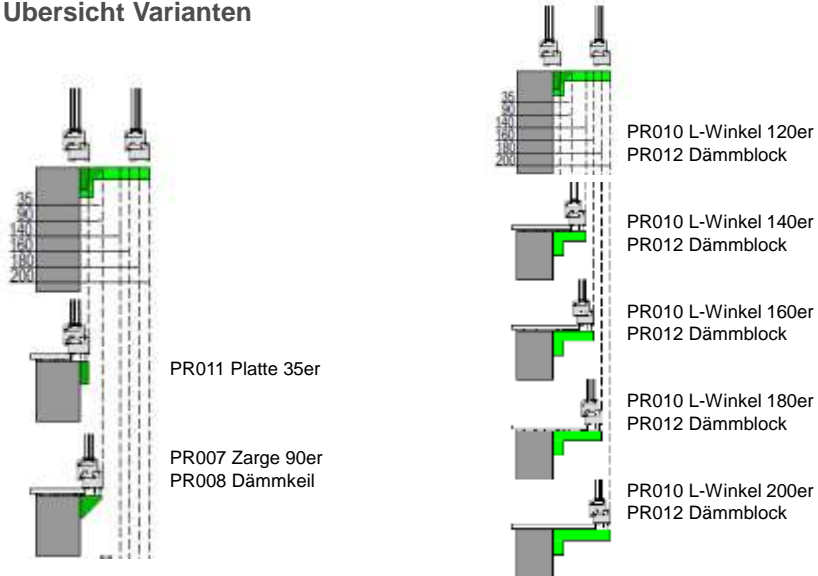 Übersicht Varianten
35
90
140
160
180
200
PR011 Platte 35er
PR007 Zarge 90er
PR008 Dämmkeil
35
90
140
160
180
200
PR010 L-Winkel 120er
PR012 Dämmblock
PR010 L-Winkel 140er
PR012 Dämmblock
PR010 L-Winkel 160er
PR012 Dämmblock
PR010 L-Winkel 180er
PR012 Dämmblock
PR010 L-Winkel 200er
PR012 Dämmblock